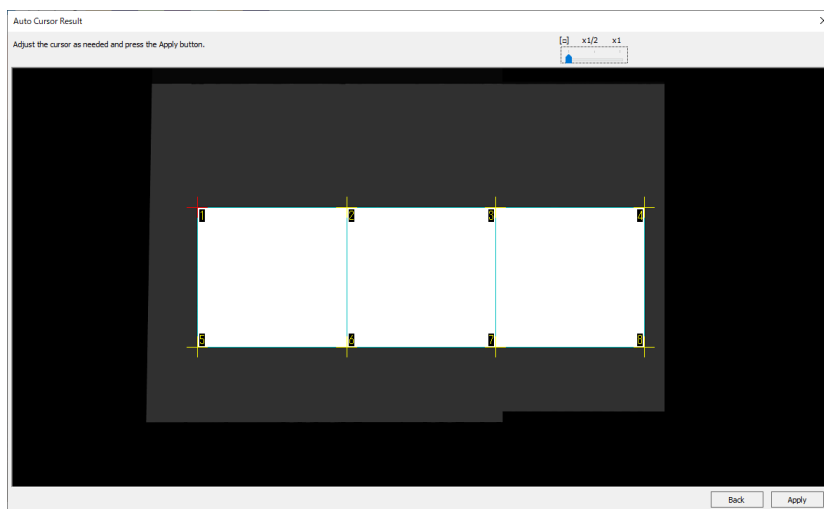 Auto Cursor Result
Adjust the cursor as needed and press the Apply button.
[¤] x1/2 x1
1 2 3 4
5 6 7 8
Back Apply